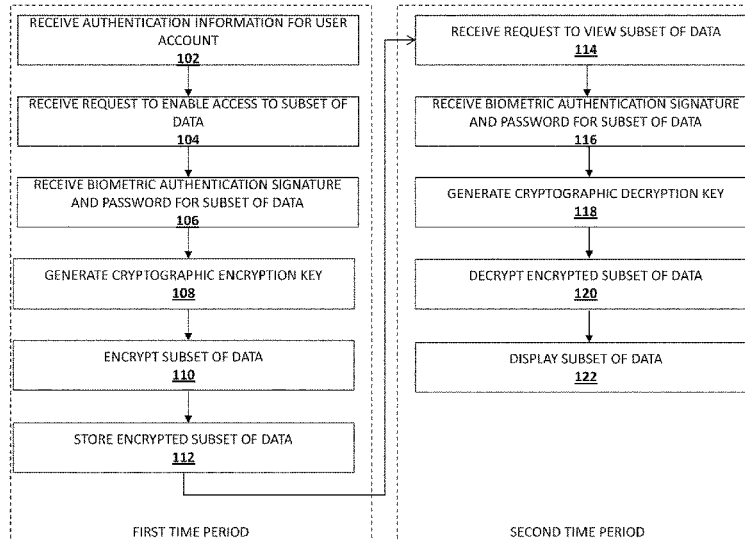 RECEIVE AUTHENTICATION INFORMATION FOR USER
ACCOUNT
102
RECEIVE REQUEST TO ENABLE ACCESS TO SUBSET OF
DATA
104
RECEIVE BIOMETRIC AUTHENTICATION SIGNATURE
AND PASSWORD FOR SUBSET OF DATA
106
GENERATE CRYPTOGRAPHIC ENCRYPTION KEY
108
ENCRYPT SUBSET OF DATA
110
STORE ENCRYPTED SUBSET OF DATA
112
FIRST TIME PERIOD
RECEIVE REQUEST TO VIEW SUBSET OF DATA
114
RECEIVE BIOMETRIC AUTHENTICATION SIGNATURE
AND PASSWORD FOR SUBSET OF DATA
116
GENERATE CRYPTOGRAPHIC DECRYPTION KEY
118
DECRYPT ENCRYPTED SUBSET OF DATA
120
DISPLAY SUBSET OF DATA
122
SECOND TIME PERIOD